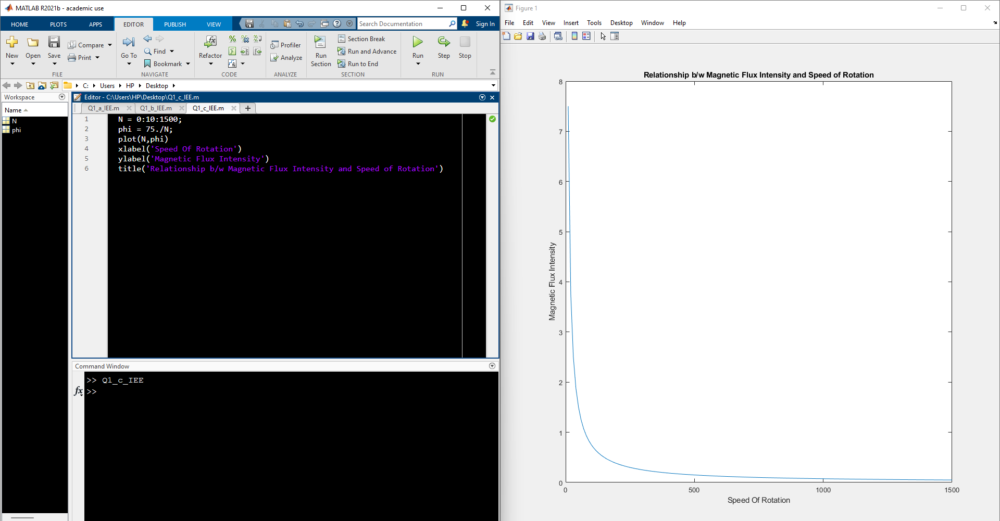 MATLAB R2021b - academic use
HOME PLOTS APPS EDITOR PUBLISH VIEW Search Documentation Sign In
New Open Save Compare Print
FILE
Go To Find Bookmark
NAVIGATE
Refactor
CODE
Profiler
Analyze
ANALYZE
Run Section
Section Break
Run and Advance
Run to End
SECTION
Run Step Stop
RUN
C: Users HP Desktop
Workspace
Name
N
phi
Editor - C:\Users\HP\Desktop\Q1_c_IEE.m
Q1_a_IEE.m Q1_b_IEE.m Q1_c_IEE.m
1 N = 0:10:1500;
2 phi = 75./N;
3 plot(N,phi)
4 xlabel('Speed Of Rotation')
5 ylabel('Magnetic Flux Intensity')
6 title('Relationship b/w Magnetic Flux Intensity and Speed of Rotation')
Command Window
>> Q1_c_IEE
fx >>
Figure 1
File Edit View Insert Tools Desktop Window Help
Relationship b/w Magnetic Flux Intensity and Speed of Rotation
8
7
6
5
4
3
2
1
0
Magnetic Flux Intensity
0 500 1000 1500
Speed Of Rotation